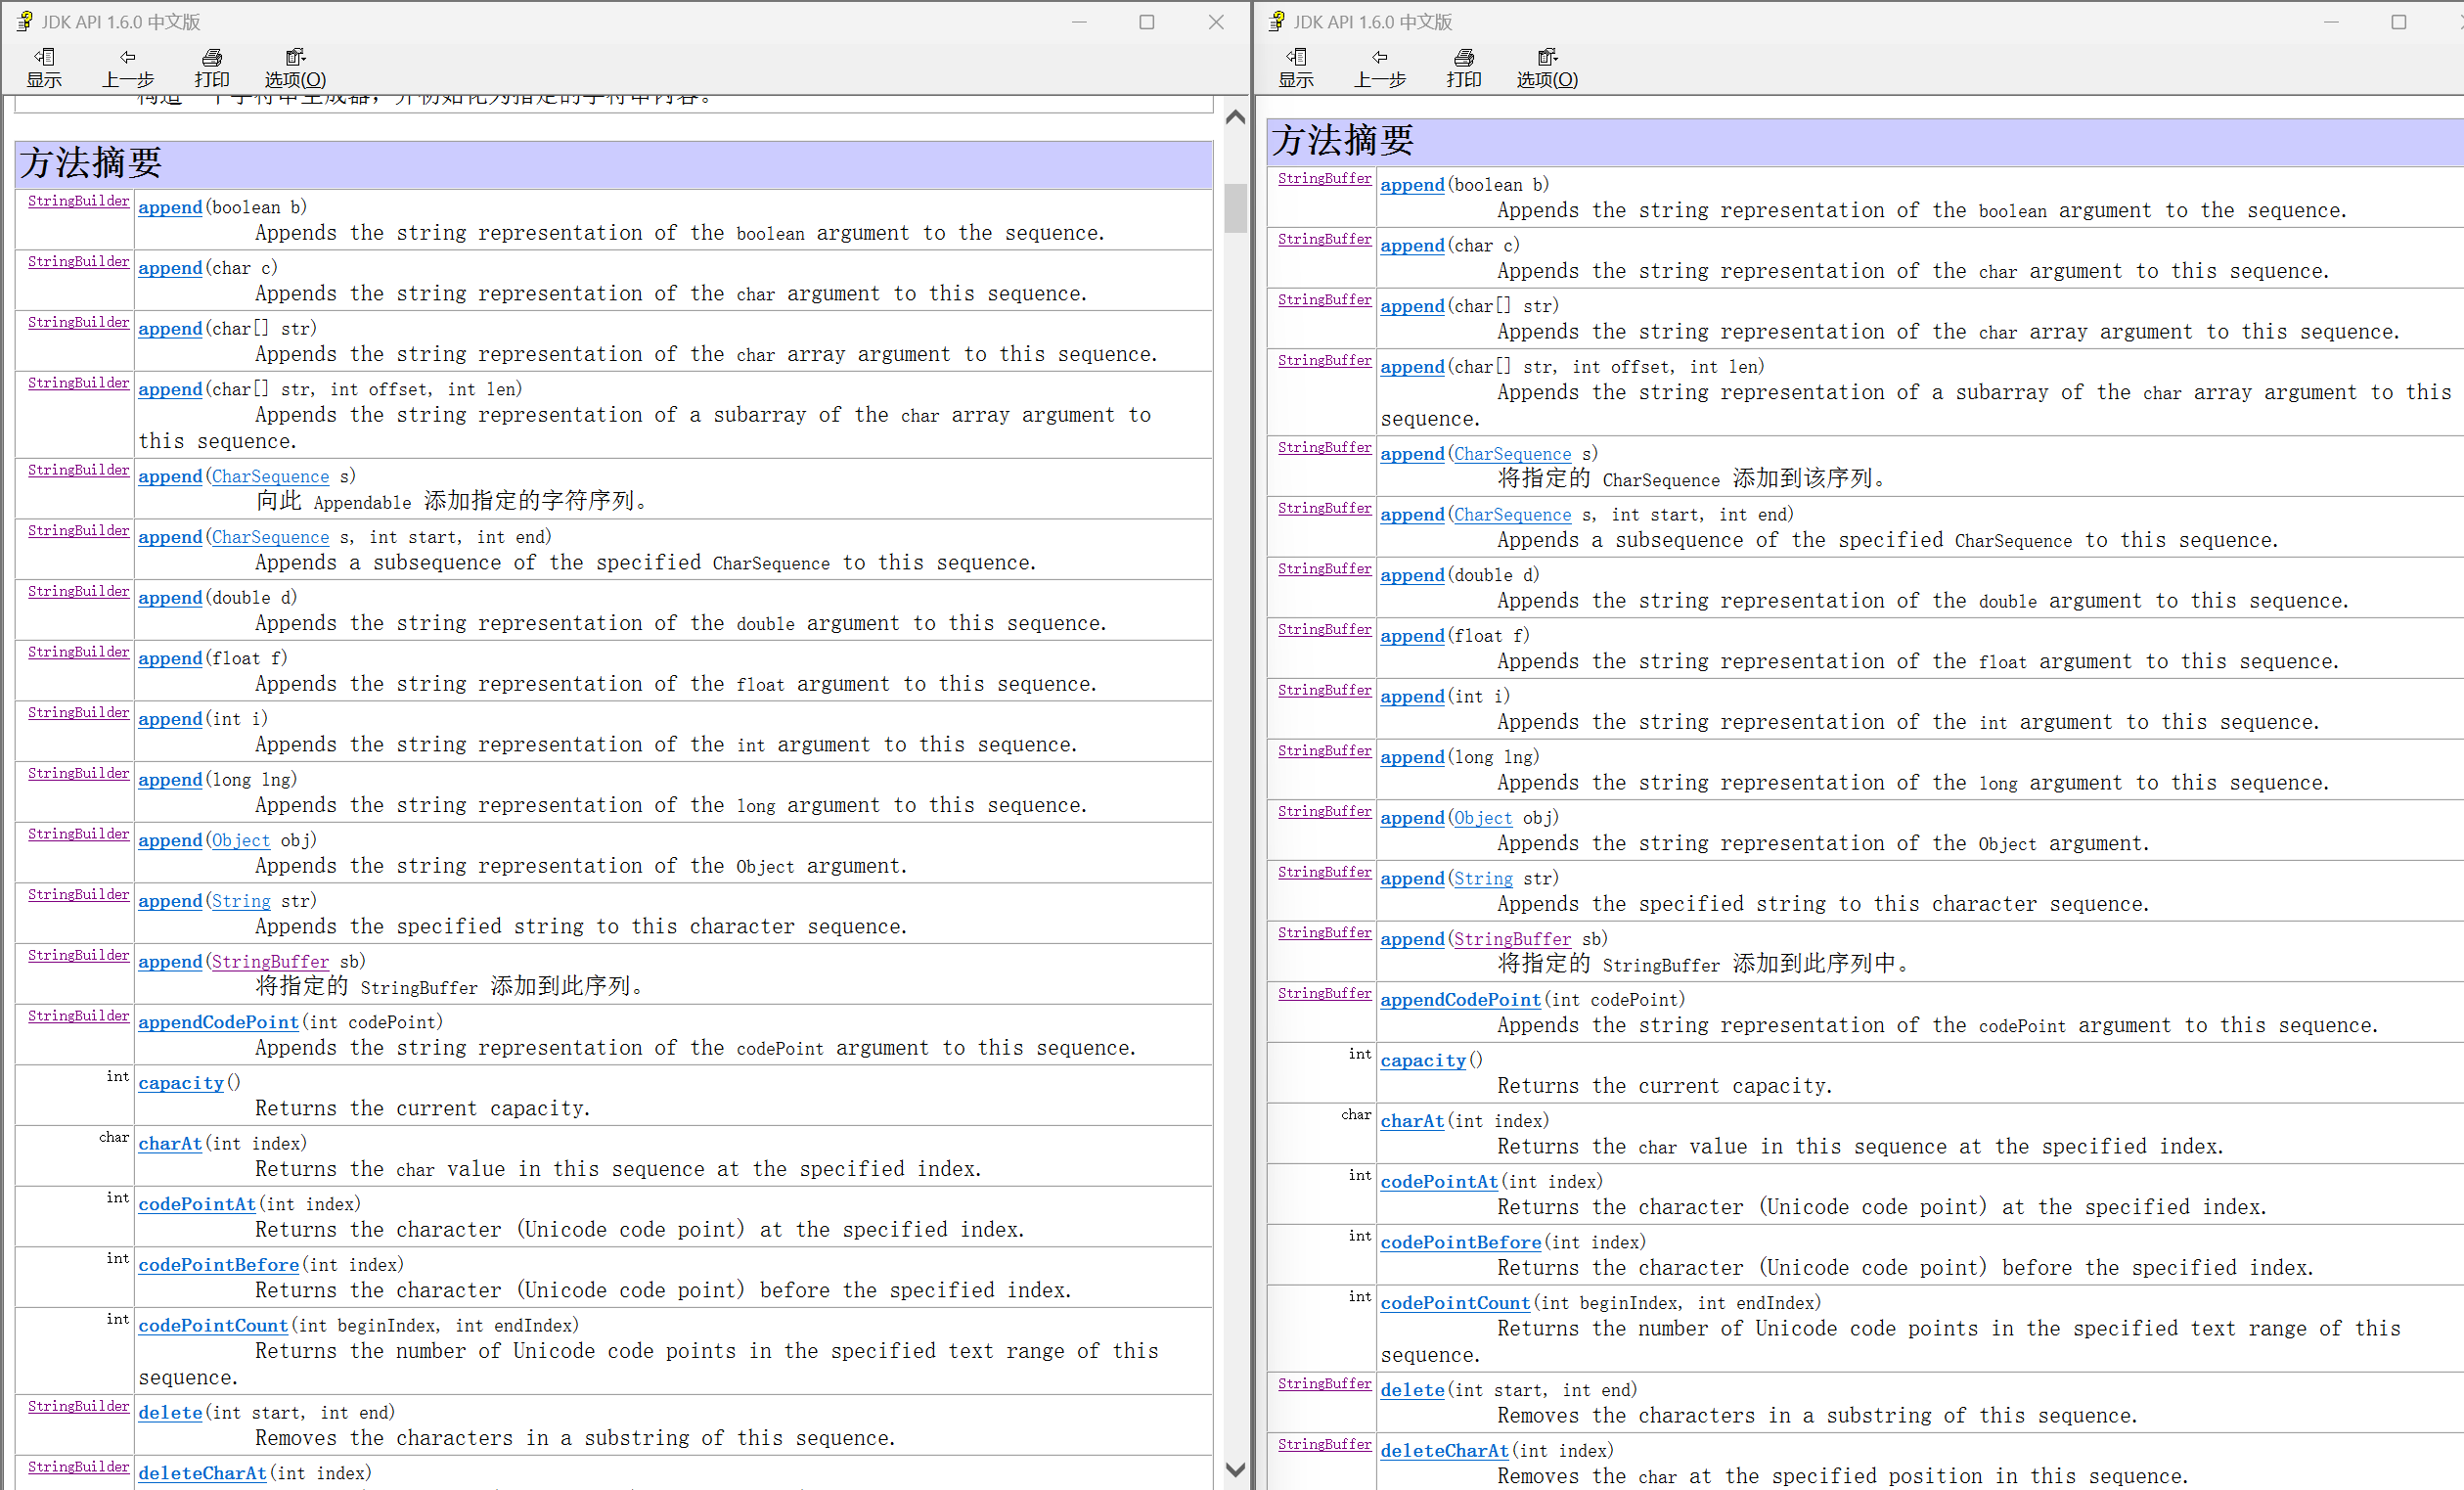 JDK API 1.6.0 中文版
显示 上一步 打印 选项(O)
构造一个字符串生成器，并初始化为指定的字符串内容。
方法摘要
StringBuilder append(boolean b)
Appends the string representation of the boolean argument to the sequence.
StringBuilder append(char c)
Appends the string representation of the char argument to this sequence.
StringBuilder append(char[] str)
Appends the string representation of the char array argument to this sequence.
StringBuilder append(char[] str, int offset, int len)
Appends the string representation of a subarray of the char array argument to
this sequence.
StringBuilder append(CharSequence s)
向此 Appendable 添加指定的字符序列。
StringBuilder append(CharSequence s, int start, int end)
Appends a subsequence of the specified CharSequence to this sequence.
StringBuilder append(double d)
Appends the string representation of the double argument to this sequence.
StringBuilder append(float f)
Appends the string representation of the float argument to this sequence.
StringBuilder append(int i)
Appends the string representation of the int argument to this sequence.
StringBuilder append(long lng)
Appends the string representation of the long argument to this sequence.
StringBuilder append(Object obj)
Appends the string representation of the Object argument.
StringBuilder append(String str)
Appends the specified string to this character sequence.
StringBuilder append(StringBuffer sb)
将指定的 StringBuffer 添加到此序列。
StringBuilder appendCodePoint(int codePoint)
Appends the string representation of the codePoint argument to this sequence.
int capacity()
Returns the current capacity.
char charAt(int index)
Returns the char value in this sequence at the specified index.
int codePointAt(int index)
Returns the character (Unicode code point) at the specified index.
int codePointBefore(int index)
Returns the character (Unicode code point) before the specified index.
int codePointCount(int beginIndex, int endIndex)
Returns the number of Unicode code points in the specified text range of this
sequence.
StringBuilder delete(int start, int end)
Removes the characters in a substring of this sequence.
StringBuilder deleteCharAt(int index)
JDK API 1.6.0 中文版
显示 上一步 打印 选项(O)
方法摘要
StringBuffer append(boolean b)
Appends the string representation of the boolean argument to the sequence.
StringBuffer append(char c)
Appends the string representation of the char argument to this sequence.
StringBuffer append(char[] str)
Appends the string representation of the char array argument to this sequence.
StringBuffer append(char[] str, int offset, int len)
Appends the string representation of a subarray of the char array argument to this
sequence.
StringBuffer append(CharSequence s)
将指定的 CharSequence 添加到该序列。
StringBuffer append(CharSequence s, int start, int end)
Appends a subsequence of the specified CharSequence to this sequence.
StringBuffer append(double d)
Appends the string representation of the double argument to this sequence.
StringBuffer append(float f)
Appends the string representation of the float argument to this sequence.
StringBuffer append(int i)
Appends the string representation of the int argument to this sequence.
StringBuffer append(long lng)
Appends the string representation of the long argument to this sequence.
StringBuffer append(Object obj)
Appends the string representation of the Object argument.
StringBuffer append(String str)
Appends the specified string to this character sequence.
StringBuffer append(StringBuffer sb)
将指定的 StringBuffer 添加到此序列中。
StringBuffer appendCodePoint(int codePoint)
Appends the string representation of the codePoint argument to this sequence.
int capacity()
Returns the current capacity.
char charAt(int index)
Returns the char value in this sequence at the specified index.
int codePointAt(int index)
Returns the character (Unicode code point) at the specified index.
int codePointBefore(int index)
Returns the character (Unicode code point) before the specified index.
int codePointCount(int beginIndex, int endIndex)
Returns the number of Unicode code points in the specified text range of this
sequence.
StringBuffer delete(int start, int end)
Removes the characters in a substring of this sequence.
StringBuffer deleteCharAt(int index)
Removes the char at the specified position in this sequence.